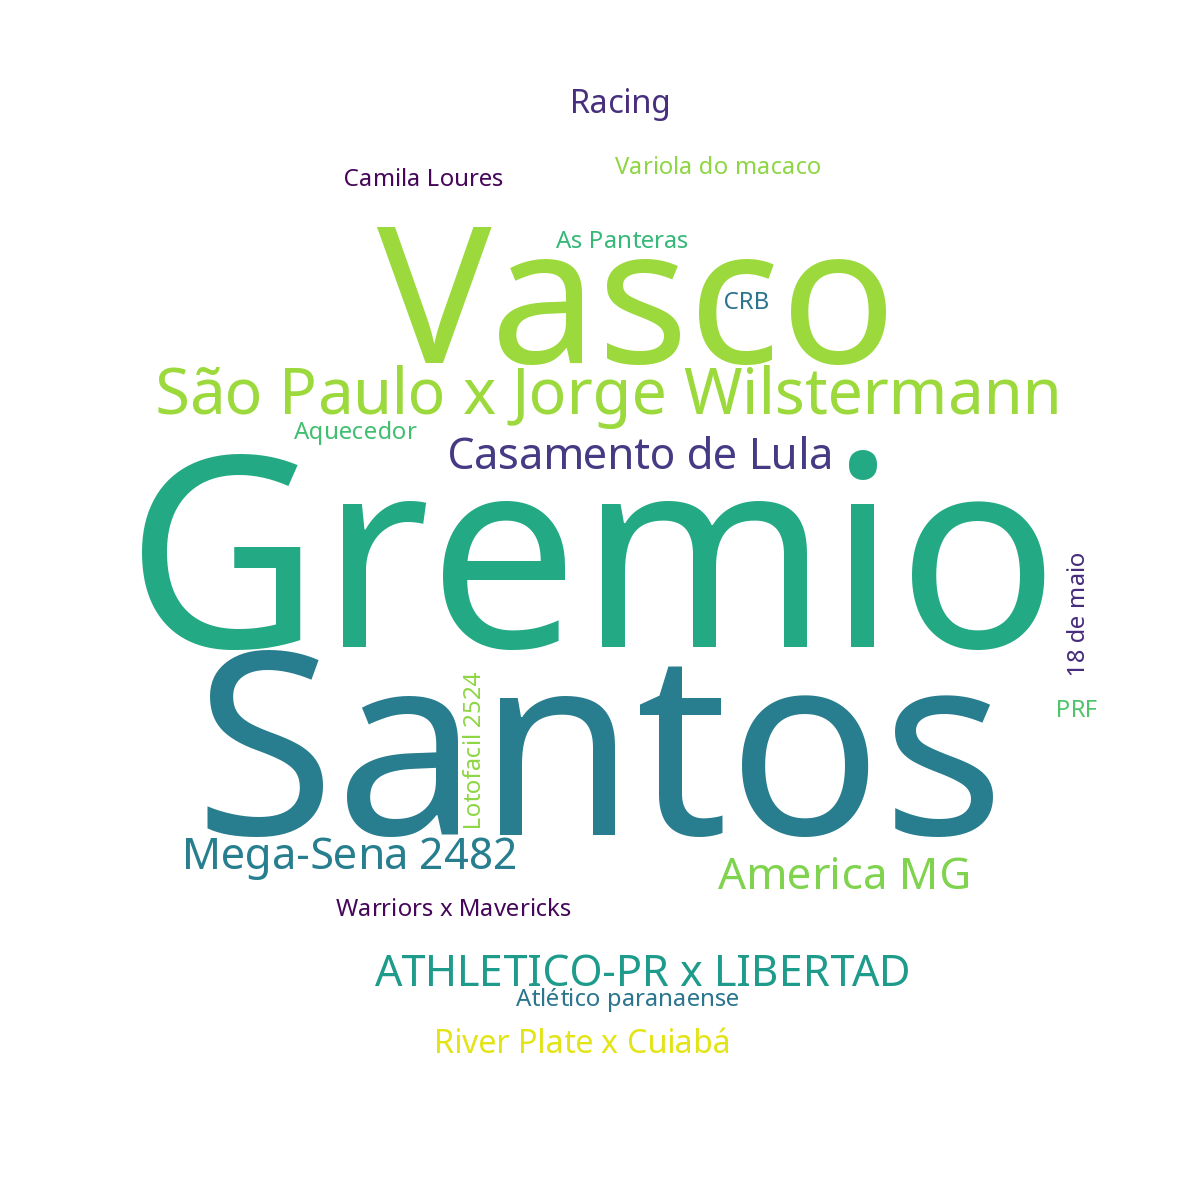 Racing
Variola do macaco
Camila Loures
As Panteras
Vasco
CRB
São Paulo x Jorge Wilstermann
Aquecedor
Casamento de Lula
Gremio
18 de maio
Santos
Lotofacil 2524
PRF
Mega-Sena 2482
America MG
Warriors x Mavericks
ATHLETICO-PR x LIBERTAD
Atlético paranaense
River Plate x Cuiabá